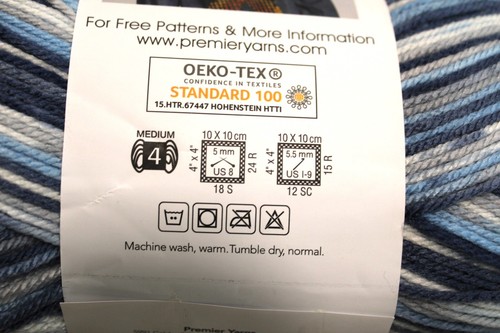 For Free Patterns & More Information
www.premieryarns.com
OEKO-TEX®
CONFIDENCE IN TEXTILES
STANDARD 100
15.HTR.67447 HOHENSTEIN HTTI
MEDIUM
4
10 X 10 cm
4" x 4"
5 mm
US 8
24 R
18 S
10 X 10 cm
4" x 4"
5.5 mm
US I-9
15 R
12 SC
Machine wash, warm. Tumble dry, normal.
Premier Yarn